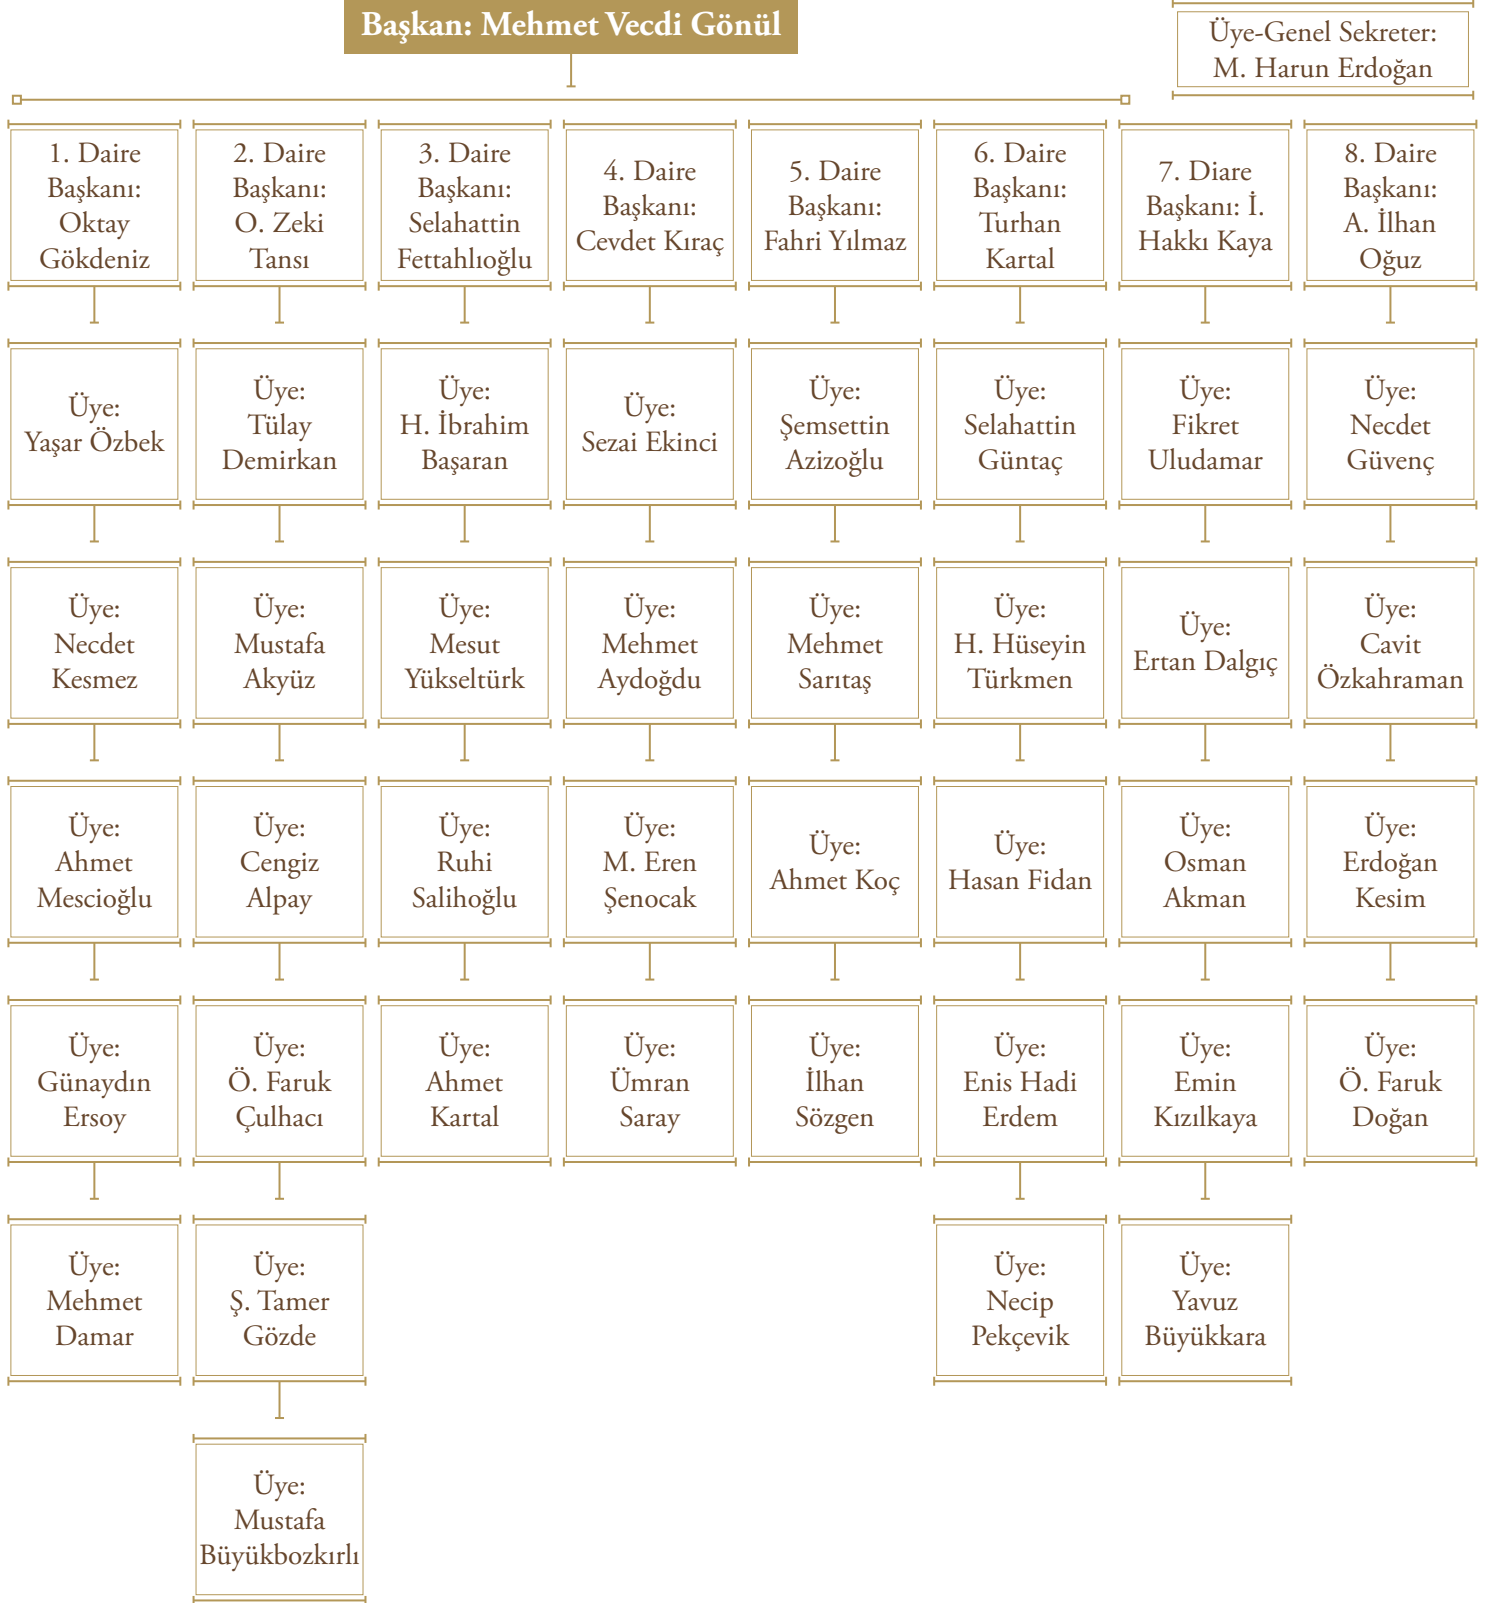 Başkan: Mehmet Vecdi Gönül
Üye-Genel Sekreter:
M. Harun Erdoğan
1. Daire
Başkanı:
Oktay
Gökdeniz
2. Daire
Başkanı:
O. Zeki
Tansı
3. Daire
Başkanı:
Selahattin
Fettahlıoğlu
4. Daire
Başkanı:
Cevdet Kıraç
5. Daire
Başkanı:
Fahri Yılmaz
6. Daire
Başkanı:
Turhan
Kartal
7. Diare
Başkanı: İ.
Hakkı Kaya
8. Daire
Başkanı:
A. İlhan
Oğuz
Üye:
Yaşar Özbek
Üye:
Tülay
Demirkan
Üye:
H. İbrahim
Başaran
Üye:
Sezai Ekinci
Üye:
Şemsettin
Azizoğlu
Üye:
Selahattin
Güntaç
Üye:
Fikret
Uludamar
Üye:
Necdet
Güvenç
Üye:
Necdet
Kesmez
Üye:
Mustafa
Akyüz
Üye:
Mesut
Yükseltürk
Üye:
Mehmet
Aydoğdu
Üye:
Mehmet
Sarıtaş
Üye:
H. Hüseyin
Türkmen
Üye:
Ertan Dalgıç
Üye:
Cavit
Özkahraman
Üye:
Ahmet
Mescioğlu
Üye:
Cengiz
Alpay
Üye:
Ruhi
Salihoğlu
Üye:
M. Eren
Şenocak
Üye:
Ahmet Koç
Üye:
Hasan Fidan
Üye:
Osman
Akman
Üye:
Erdoğan
Kesim
Üye:
Günaydın
Ersoy
Üye:
Ö. Faruk
Çulhacı
Üye:
Ahmet
Kartal
Üye:
Ümran
Saray
Üye:
İlhan
Sözgen
Üye:
Enis Hadi
Erdem
Üye:
Emin
Kızılkaya
Üye:
Ö. Faruk
Doğan
Üye:
Mehmet
Damar
Üye:
Ş. Tamer
Gözde
Üye:
Necip
Pekçevik
Üye:
Yavuz
Büyükkara
Üye:
Mustafa
Büyükbozkırlı